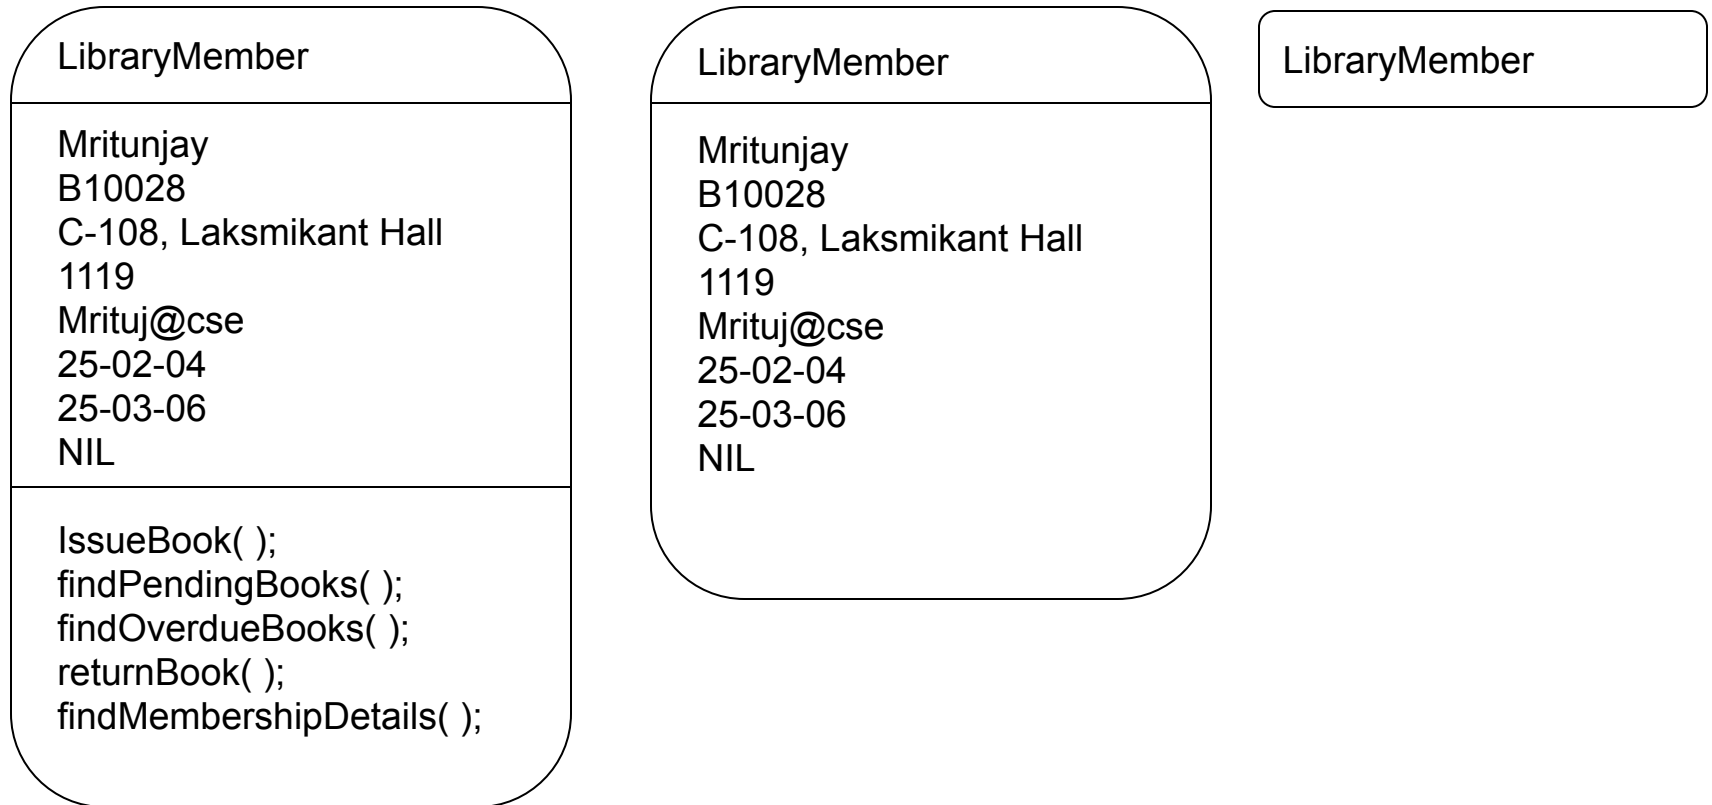 LibraryMember
Mritunjay
B10028
C-108, Laksmikant Hall
1119
Mrituj@cse
25-02-04
25-03-06
NIL
IssueBook( );
findPendingBooks( );
findOverdueBooks( );
returnBook( );
findMembershipDetails( );
LibraryMember
Mritunjay
B10028
C-108, Laksmikant Hall
1119
Mrituj@cse
25-02-04
25-03-06
NIL
LibraryMember